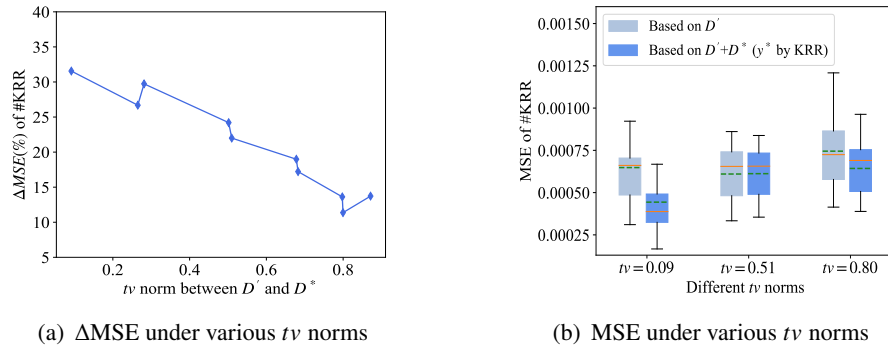 40
35
30
25
20
15
10
5
ΔMSE(%) of #KRR
0.2
0.4
0.6
0.8
tv norm between D′ and D*
(a) ΔMSE under various tv norms
0.00150
0.00125
0.00100
0.00075
0.00050
0.00025
MSE of #KRR
Based on D′
Based on D′+D* (y* by KRR)
tv=0.09
tv=0.51
tv=0.80
Different tv norms
(b) MSE under various tv norms